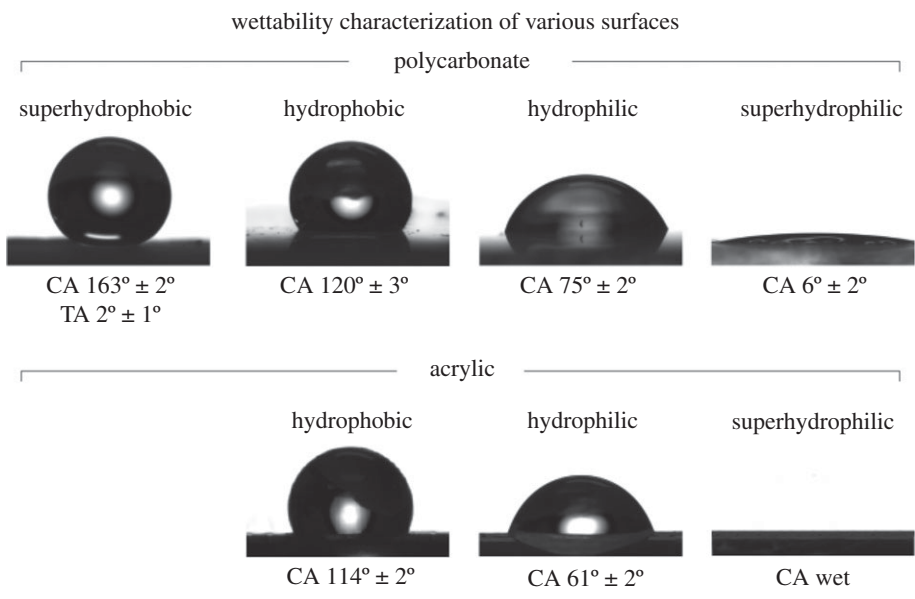 wettability characterization of various surfaces
polycarbonate
superhydrophobic hydrophobic hydrophilic superhydrophilic
CA 163º ± 2º CA 120º ± 3º CA 75º ± 2º CA 6º ± 2º
TA 2º ± 1º
acrylic
hydrophobic hydrophilic superhydrophilic
CA 114º ± 2º CA 61º ± 2º CA wet